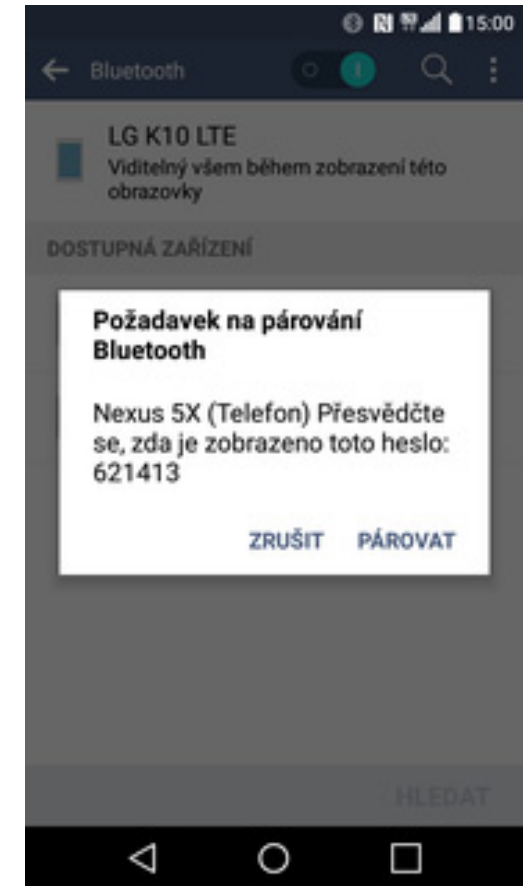 15:00
Bluetooth
LG K10 LTE
Viditelný všem během zobrazení této
obrazovky
DOSTUPNÁ ZAŘÍZENÍ
Požadavek na párování
Bluetooth
Nexus 5X (Telefon) Přesvědčte
se, zda je zobrazeno toto heslo:
621413
ZRUŠIT PÁROVAT
HLEDAT